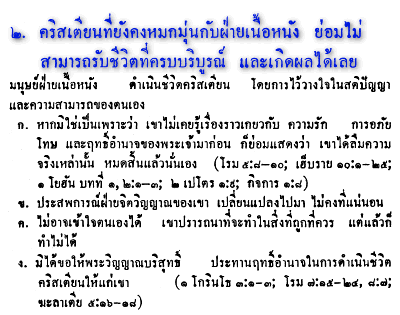 ๒. คริสเตียนที่ยังคงหมกมุ่นกับฝ่ายเนื้อหนัง ย่อมไม่
สามารถรับชีวิตที่ครบบริบูรณ์ และเกิดผลได้เลย
มนุษย์ฝ่ายเนื้อหนัง ดำเนินชีวิตคริสเตียน โดยการไว้วางใจในสติปัญญา
และความสามารถของตนเอง
ก. หากมิใช่เป็นเพราะว่า เขาไม่เคยรู้เรื่องราวเกี่ยวกับ ความรัก การอภัย
โทษ และฤทธิ์อำนาจของพระเจ้ามาก่อน ก็ย่อมแสดงว่า เขาได้ลืมความ
จริงเหล่านั้น หมดสิ้นแล้วนั่นเอง (โรม ๕:๘-๑๐; เฮ็บราย ๑๐:๑-๒๕;
๑ โยฮัน บทที่ ๑, ๒:๑-๓; ๒ เปโตร ๑:๙; กิจการ ๑:๘)
ข. ประสพการณ์ฝ่ายจิตวิญญาณของเขา เปลี่ยนแปลงไปมา ไม่คงที่แน่นอน
ค. ไม่อาจเข้าใจตนเองได้ เขาปรารถนาที่จะทำในสิ่งที่ถูกที่ควร แต่แล้วก็
ทำไม่ได้
ง. มิได้ขอให้พระวิญญาณบริสุทธิ์ ประทานฤทธิ์อำนาจในการดำเนินชีวิต
คริสเตียนให้แก่เขา (๑ โกรินโธ ๓:๑-๓; โรม ๗:๑๕-๒๔, ๘:๗;
ฆะลาเตีย ๕:๑๖-๑๘)